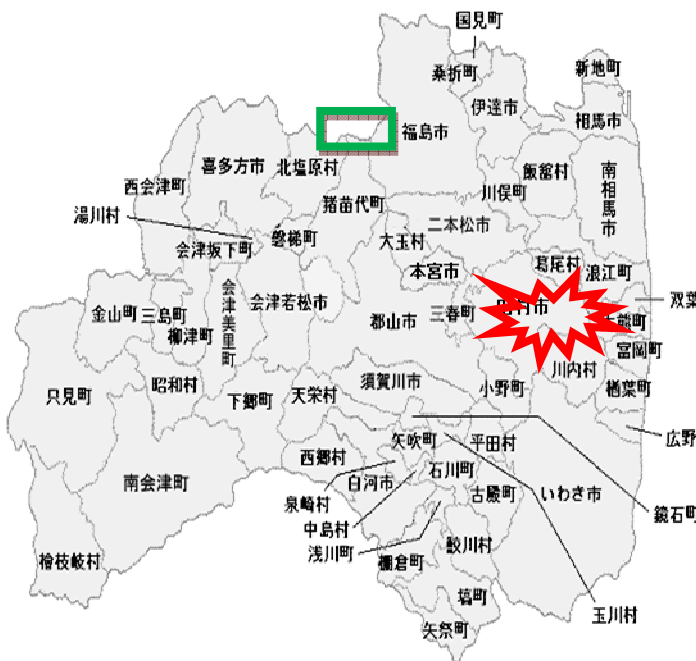 国見町
桑折町
新地町
伊達市
相馬市
福島市
喜多方市
北塩原村
飯舘村
南相馬市
西会津町
川俣町
猪苗代町
湯川村
二本松市
磐梯町
大玉村
会津坂下町
本宮市
葛尾村
浪江町
会津美里町
会津若松市
双葉
金山町
三島町
三春町
郡山市
柳津町
富岡町
川内村
須賀川市
昭和村
小野町
楢葉町
只見町
下郷町
天栄村
矢吹町
平田村
広野
西郷村
石川町
白河市
南会津町
古殿町
いわき市
泉崎村
鏡石町
中島村
浅川町
鮫川村
檜枝岐村
棚倉町
塙町
玉川村
矢祭町